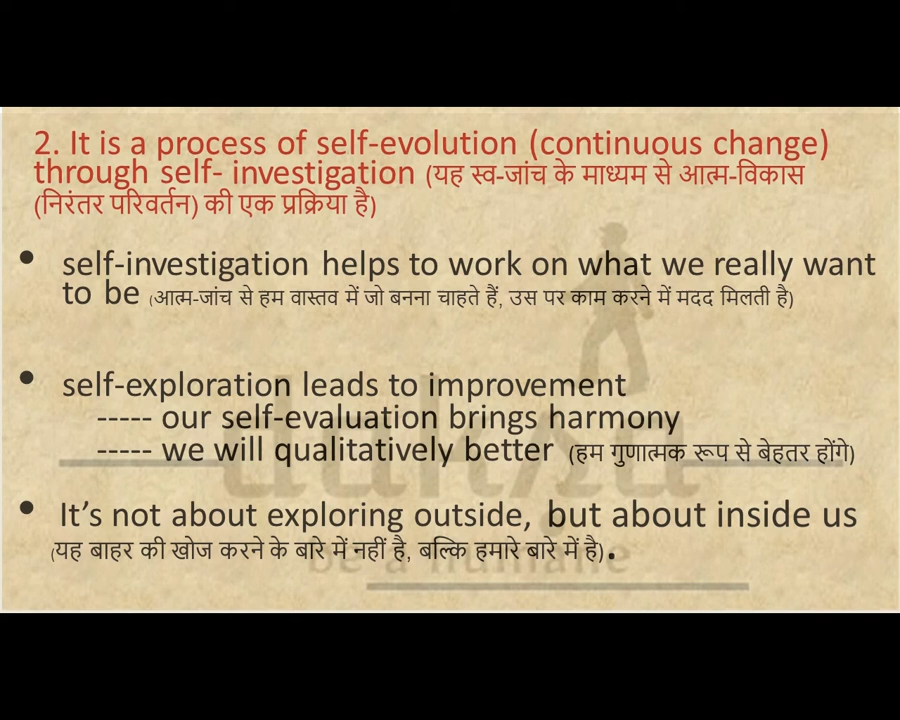 2. It is a process of self-evolution (continuous change)
through self- investigation (यह स्व-जांच के माध्यम से आत्म-विकास
(निरंतर परिवर्तन) की एक प्रक्रिया है)
• self-investigation helps to work on what we really want
to be (आत्म-जांच से हम वास्तव में जो बनना चाहते हैं, उस पर काम करने में मदद मिलती है)
• self-exploration leads to improvement
----- our self-evaluation brings harmony
----- we will qualitatively better (हम गुणात्मक रूप से बेहतर होंगे)
• It’s not about exploring outside, but about inside us
(यह बाहर की खोज करने के बारे में नहीं है, बल्कि हमारे बारे में है).
be a humane